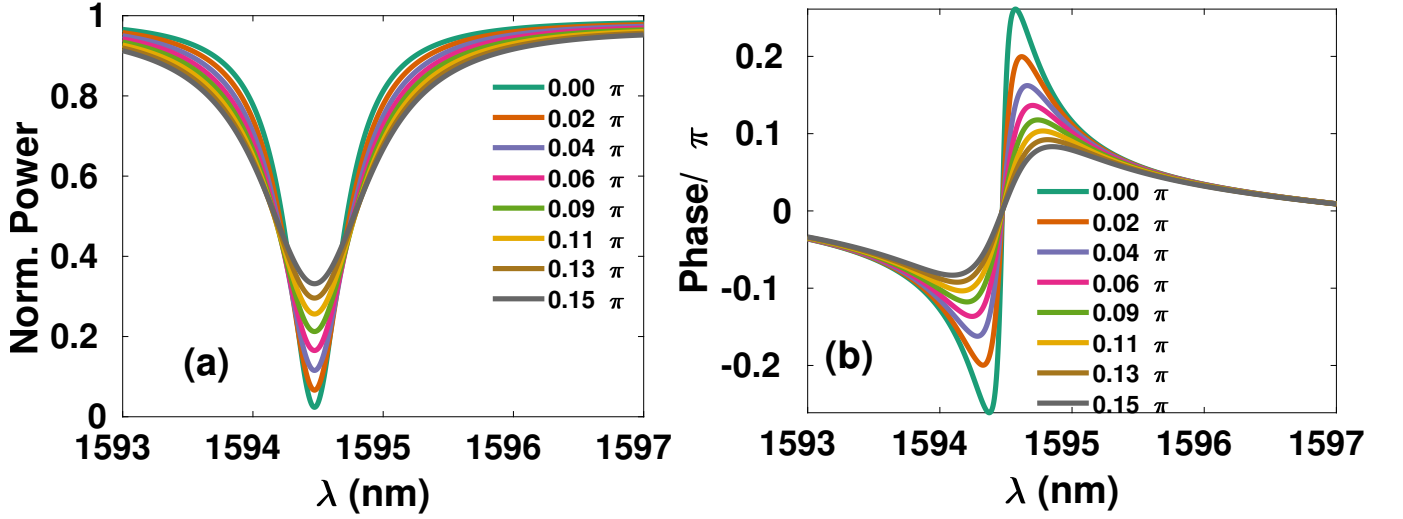 1
0.8
0.6
0.4
0.2
0
Norm. Power
0.00 π
0.02 π
0.04 π
0.06 π
0.09 π
0.11 π
0.13 π
0.15 π
(a)
1593 1594 1595 1596 1597
λ (nm)
0.2
0.1
0
-0.1
-0.2
Phase/ π
0.00 π
0.02 π
0.04 π
0.06 π
0.09 π
0.11 π
0.13 π
0.15 π
(b)
1593 1594 1595 1596 1597
λ (nm)